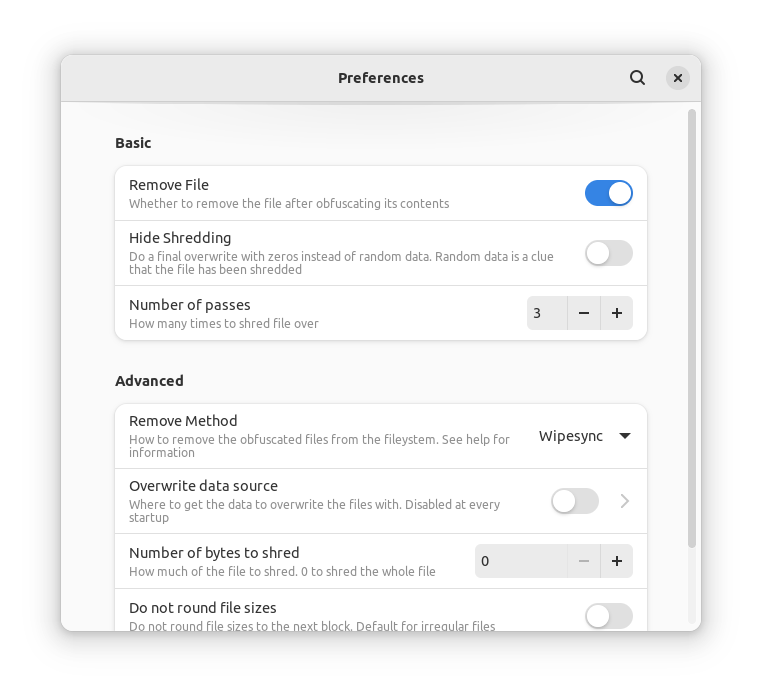 Preferences
Basic
Remove File
Whether to remove the file after obfuscating its contents
Hide Shredding
Do a final overwrite with zeros instead of random data. Random data is a clue
that the file has been shredded
Number of passes
How many times to shred file over
3
Advanced
Remove Method
How to remove the obfuscated files from the fileystem. See help for
information
Wipesync
Overwrite data source
Where to get the data to overwrite the files with. Disabled at every
startup
Number of bytes to shred
How much of the file to shred. 0 to shred the whole file
0
Do not round file sizes
Do not round file sizes to the next block. Default for irregular files